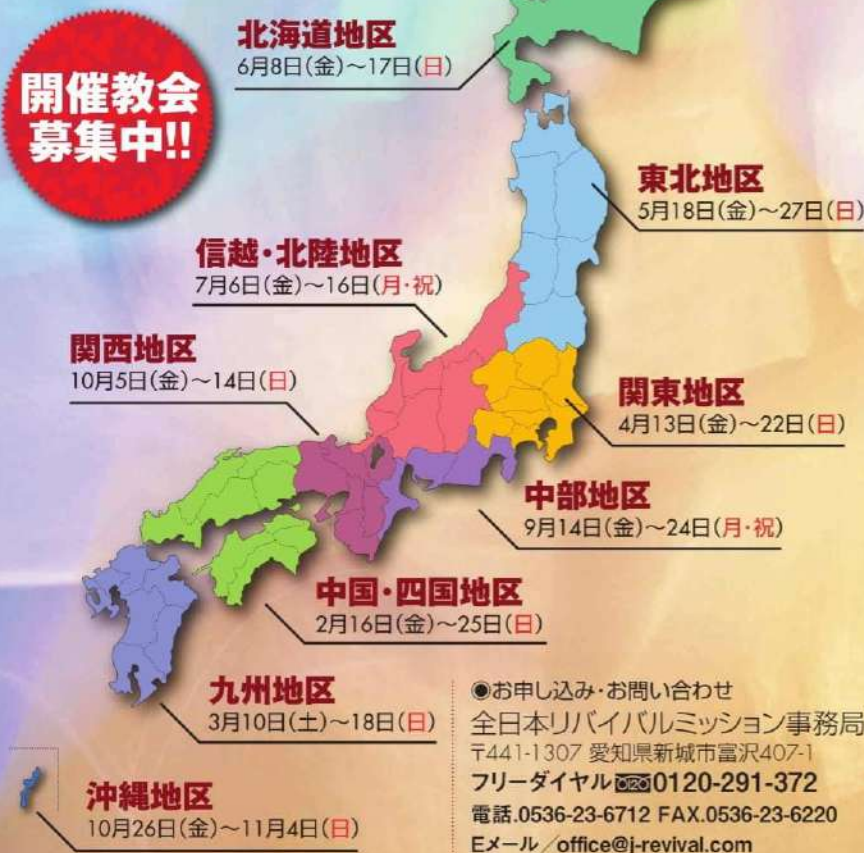 開催教会
募集中!!
北海道地区
6月8日(金)～17日(日)
東北地区
5月18日(金)～27日(日)
信越・北陸地区
7月6日(金)～16日(月・祝)
関西地区
10月5日(金)～14日(日)
関東地区
4月13日(金)～22日(日)
中部地区
9月14日(金)～24日(月・祝)
中国・四国地区
2月16日(金)～25日(日)
九州地区
3月10日(土)～18日(日)
沖縄地区
10月26日(金)～11月4日(日)
●お申し込み・お問い合わせ
全日本リバイバルミッション事務局
〒441-1307 愛知県新城市富沢407-1
フリーダイヤル0120-291-372
電話.0536-23-6712 FAX.0536-23-6220
Eメール／office@j-revival.com